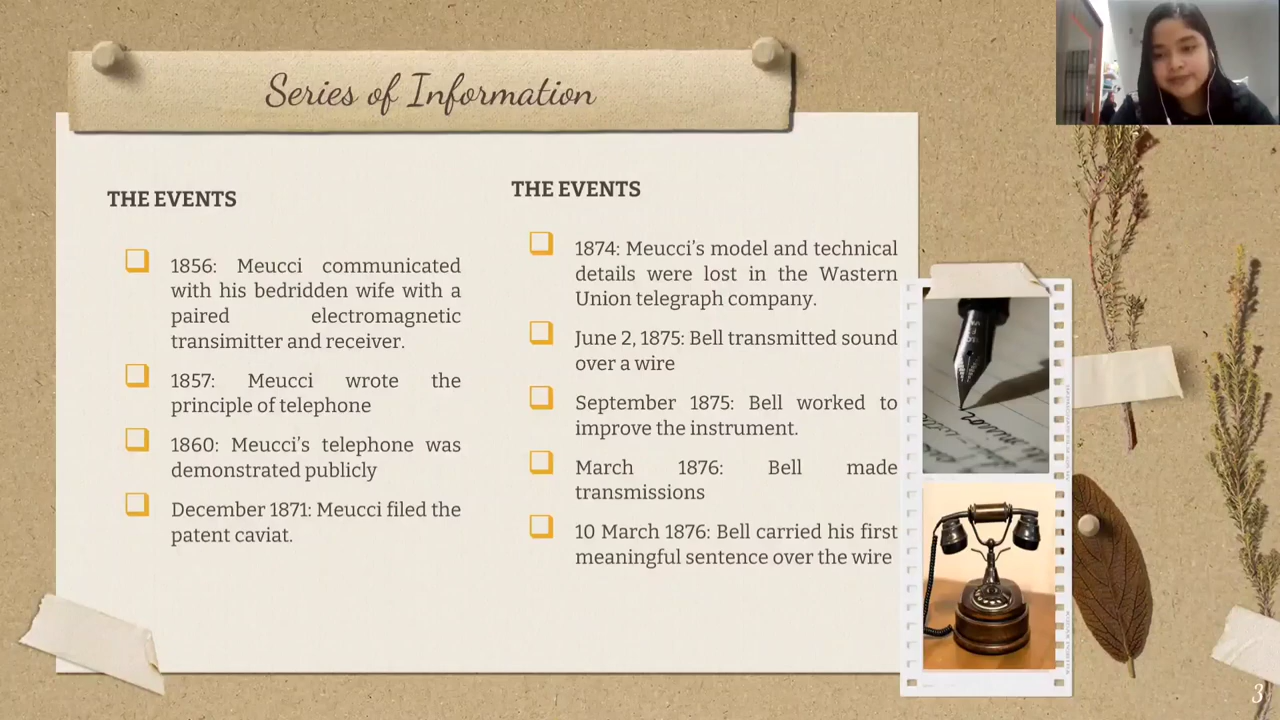 Series of Information
THE EVENTS
1856: Meucci communicated
with his bedridden wife with a
paired electromagnetic
transimitter and receiver.
1857: Meucci wrote the
principle of telephone
1860: Meucci's telephone was
demonstrated publicly
December 1871: Meucci filed the
patent caviat.
THE EVENTS
1874: Meucci's model and technical
details were lost in the Wastern
Union telegraph company.
June 2, 1875: Bell transmitted sound
over a wire
September 1875: Bell worked to
improve the instrument.
March 1876: Bell made
transmissions
10 March 1876: Bell carried his first
meaningful sentence over the wire
3